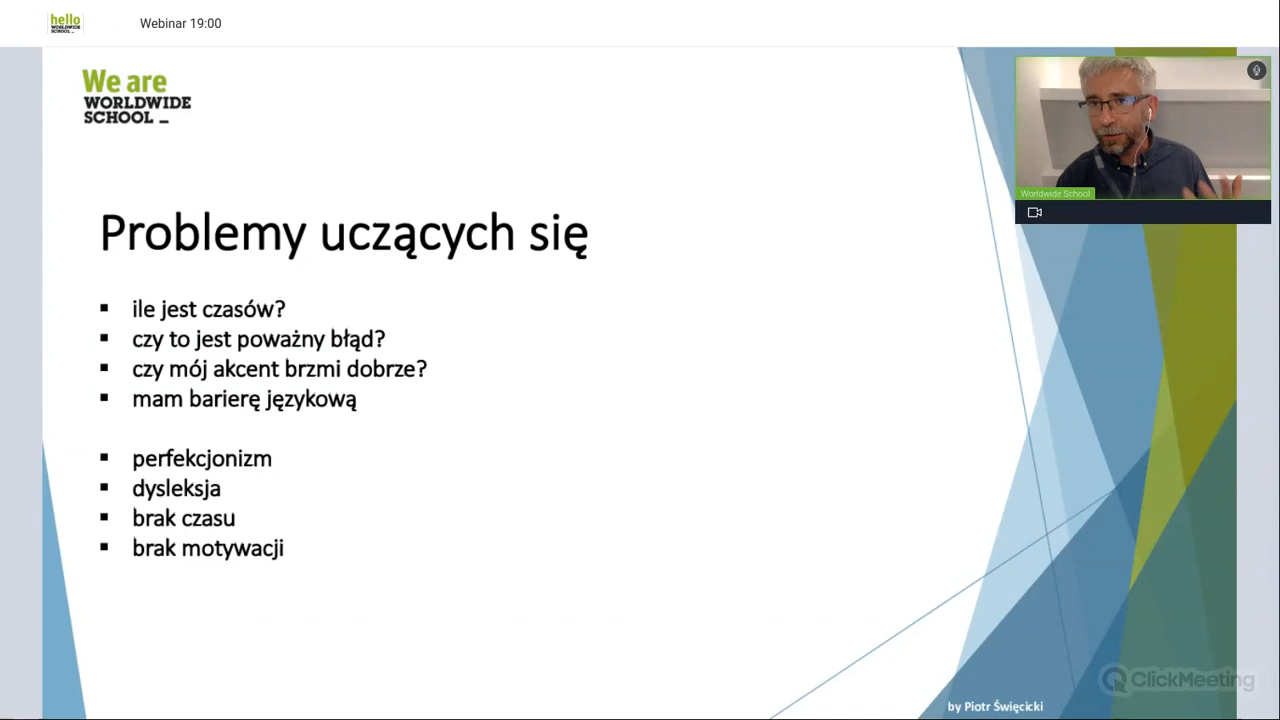 hello
WORLDWIDE
SCHOOL _
Webinar 19:00
We are
WORLDWIDE
SCHOOL _
Worldwide School
Problemy uczących się
▪ ile jest czasów?
▪ czy to jest poważny błąd?
▪ czy mój akcent brzmi dobrze?
▪ mam barierę językową
▪ perfekcjonizm
▪ dysleksja
▪ brak czasu
▪ brak motywacji
ClickMeeting
by Piotr Święcicki